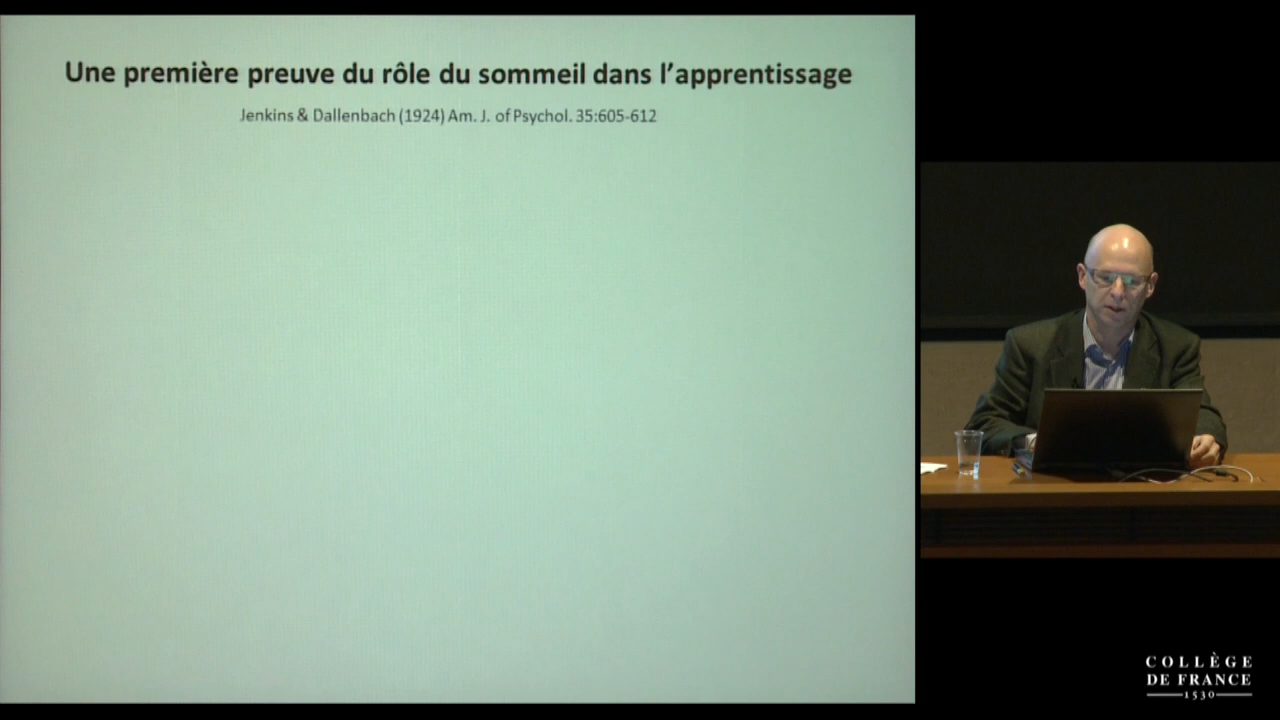 Une première preuve du rôle du sommeil dans l'apprentissage
Jenkins & Dallenbach (1924) Am. J. of Psychol. 35:605-612
COLLÈGE
DE FRANCE
1530